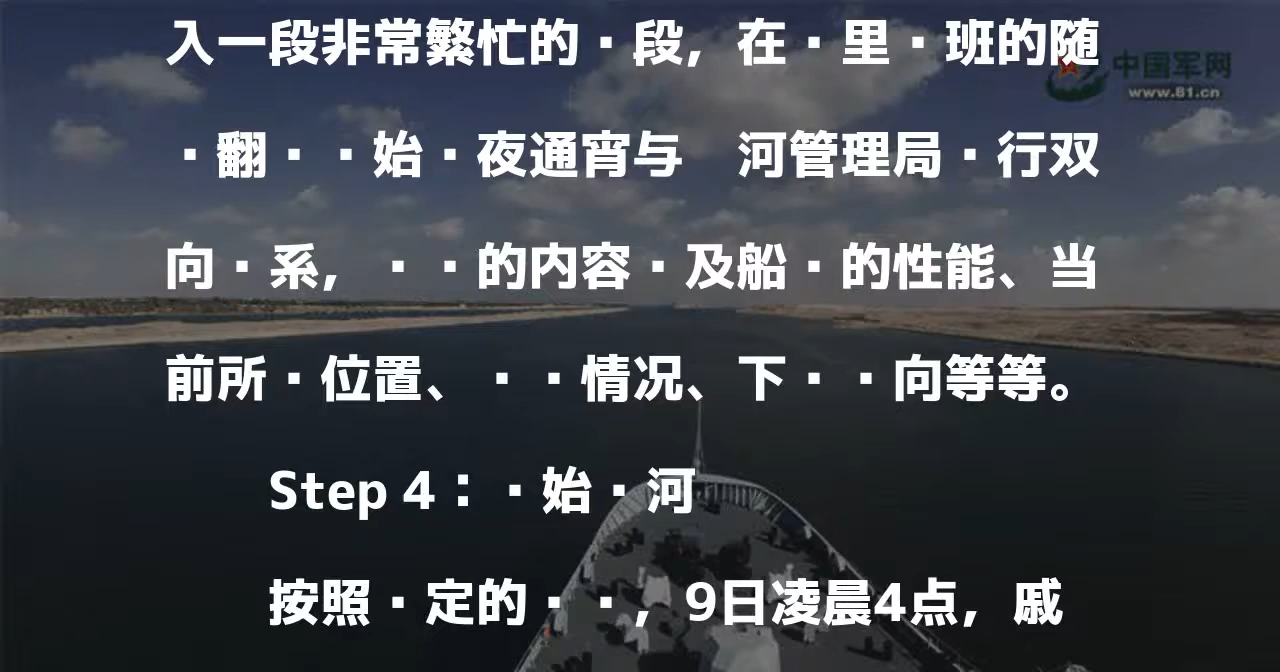 入一段非常繁忙的·段，在·里·班的随
中国军网
www.81.cn
·翻··始·夜通宵与　河管理局·行双
向·系，··的内容·及船·的性能、当
前所·位置、··情况、下··向等等。
Step 4：·始·河
按照·定的··，9日凌晨4点，戚